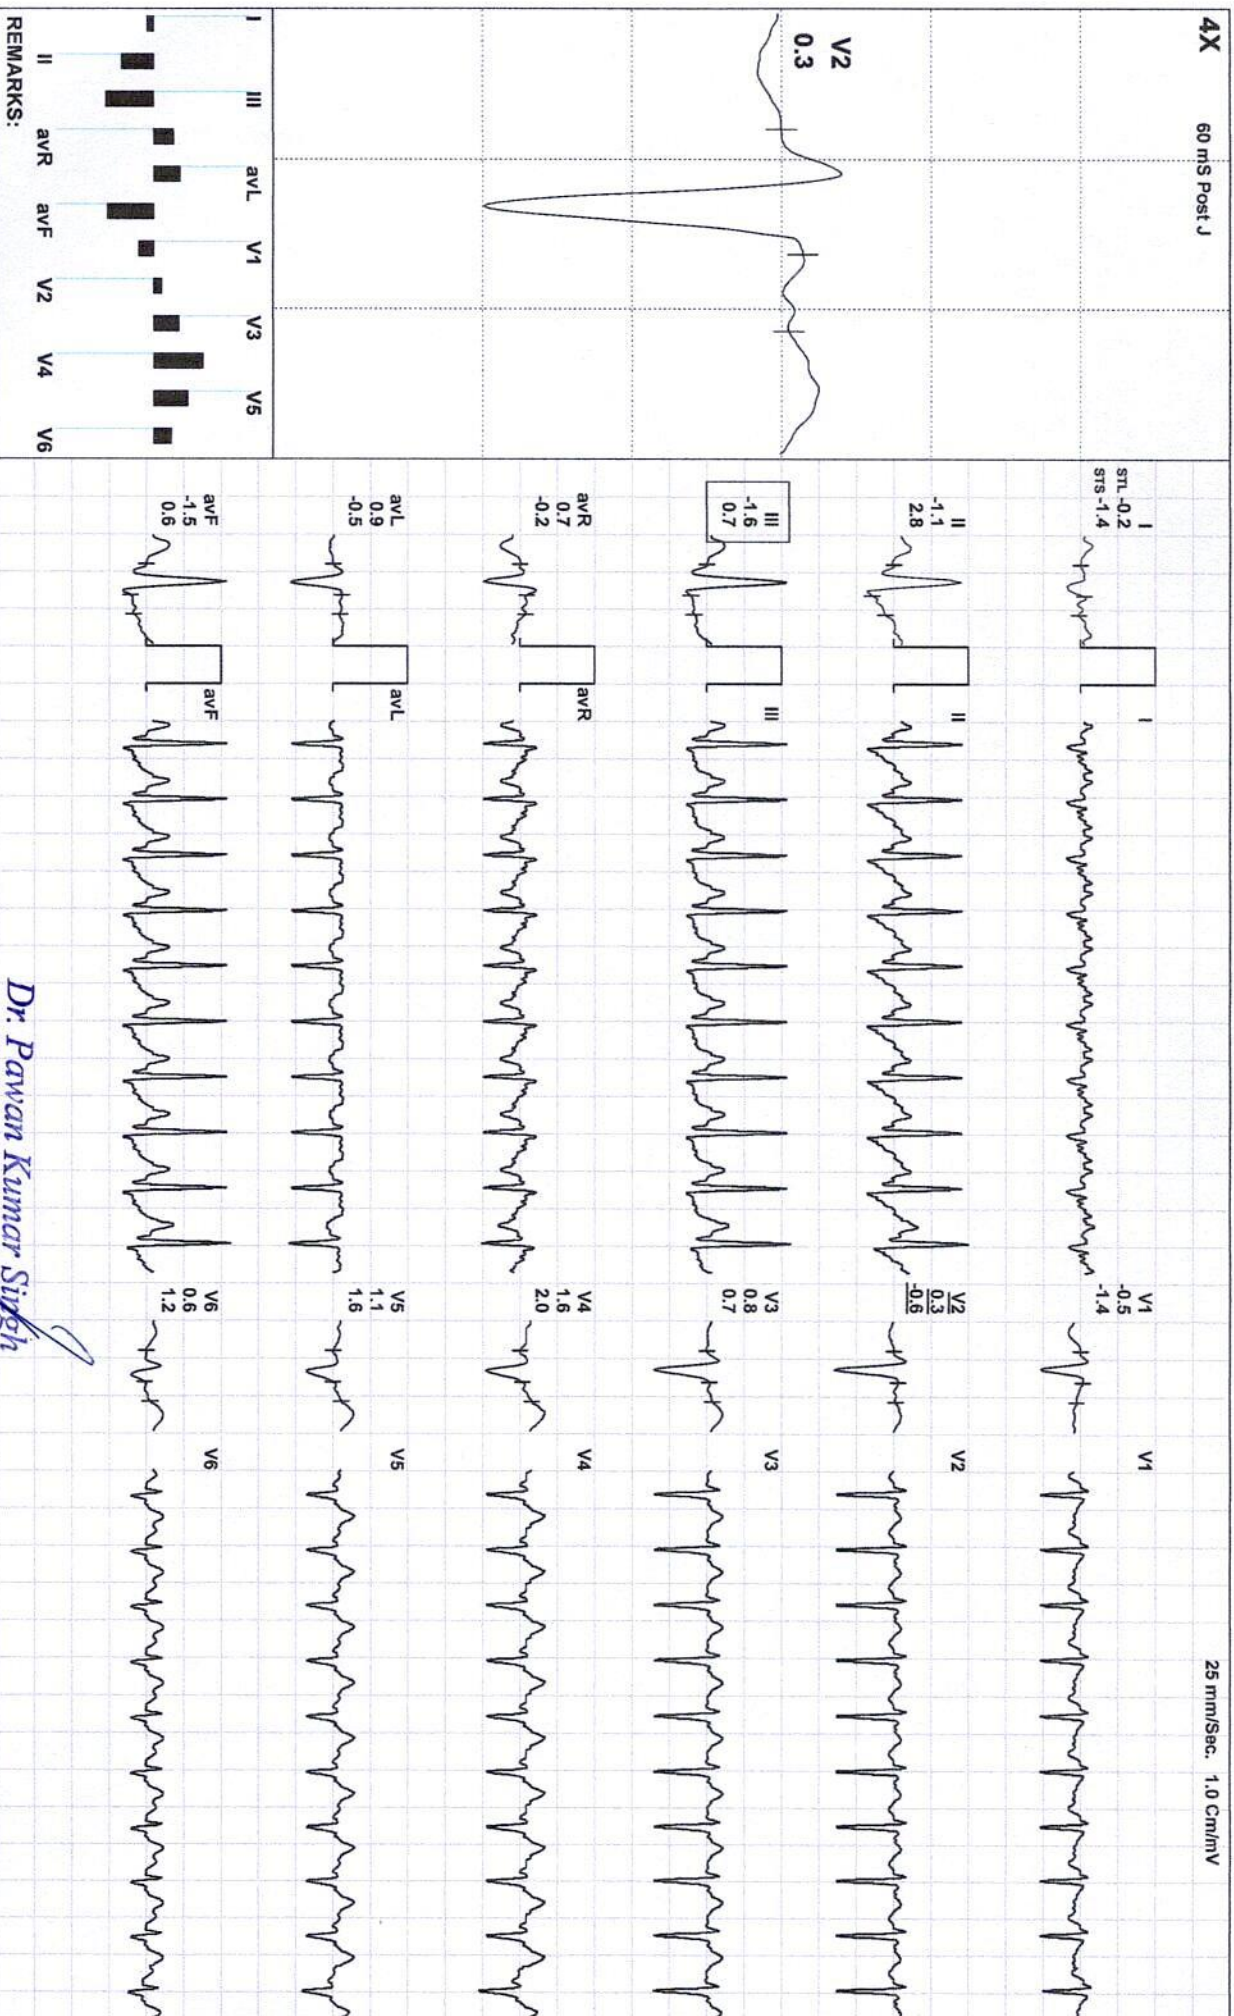 4X
60 mS Post J
25 mm/Sec. 1.0 Cm/mV
V2
0.3
I
STL -0.2
STS -1.4
I
V1
-0.5
-1.4
V1
II
-1.1
2.8
II
V2
0.3
-0.6
V2
III
-1.6
0.7
III
V3
0.8
0.7
V3
avR
0.7
-0.2
avR
V4
1.6
2.0
V4
avL
0.9
-0.5
avL
V5
1.1
1.6
V5
avF
-1.5
0.6
avF
V6
0.6
1.2
V6
I III avL V1 V3 V5
II avR avF V2 V4 V6
REMARKS:
Dr. Pawan Kumar Singh